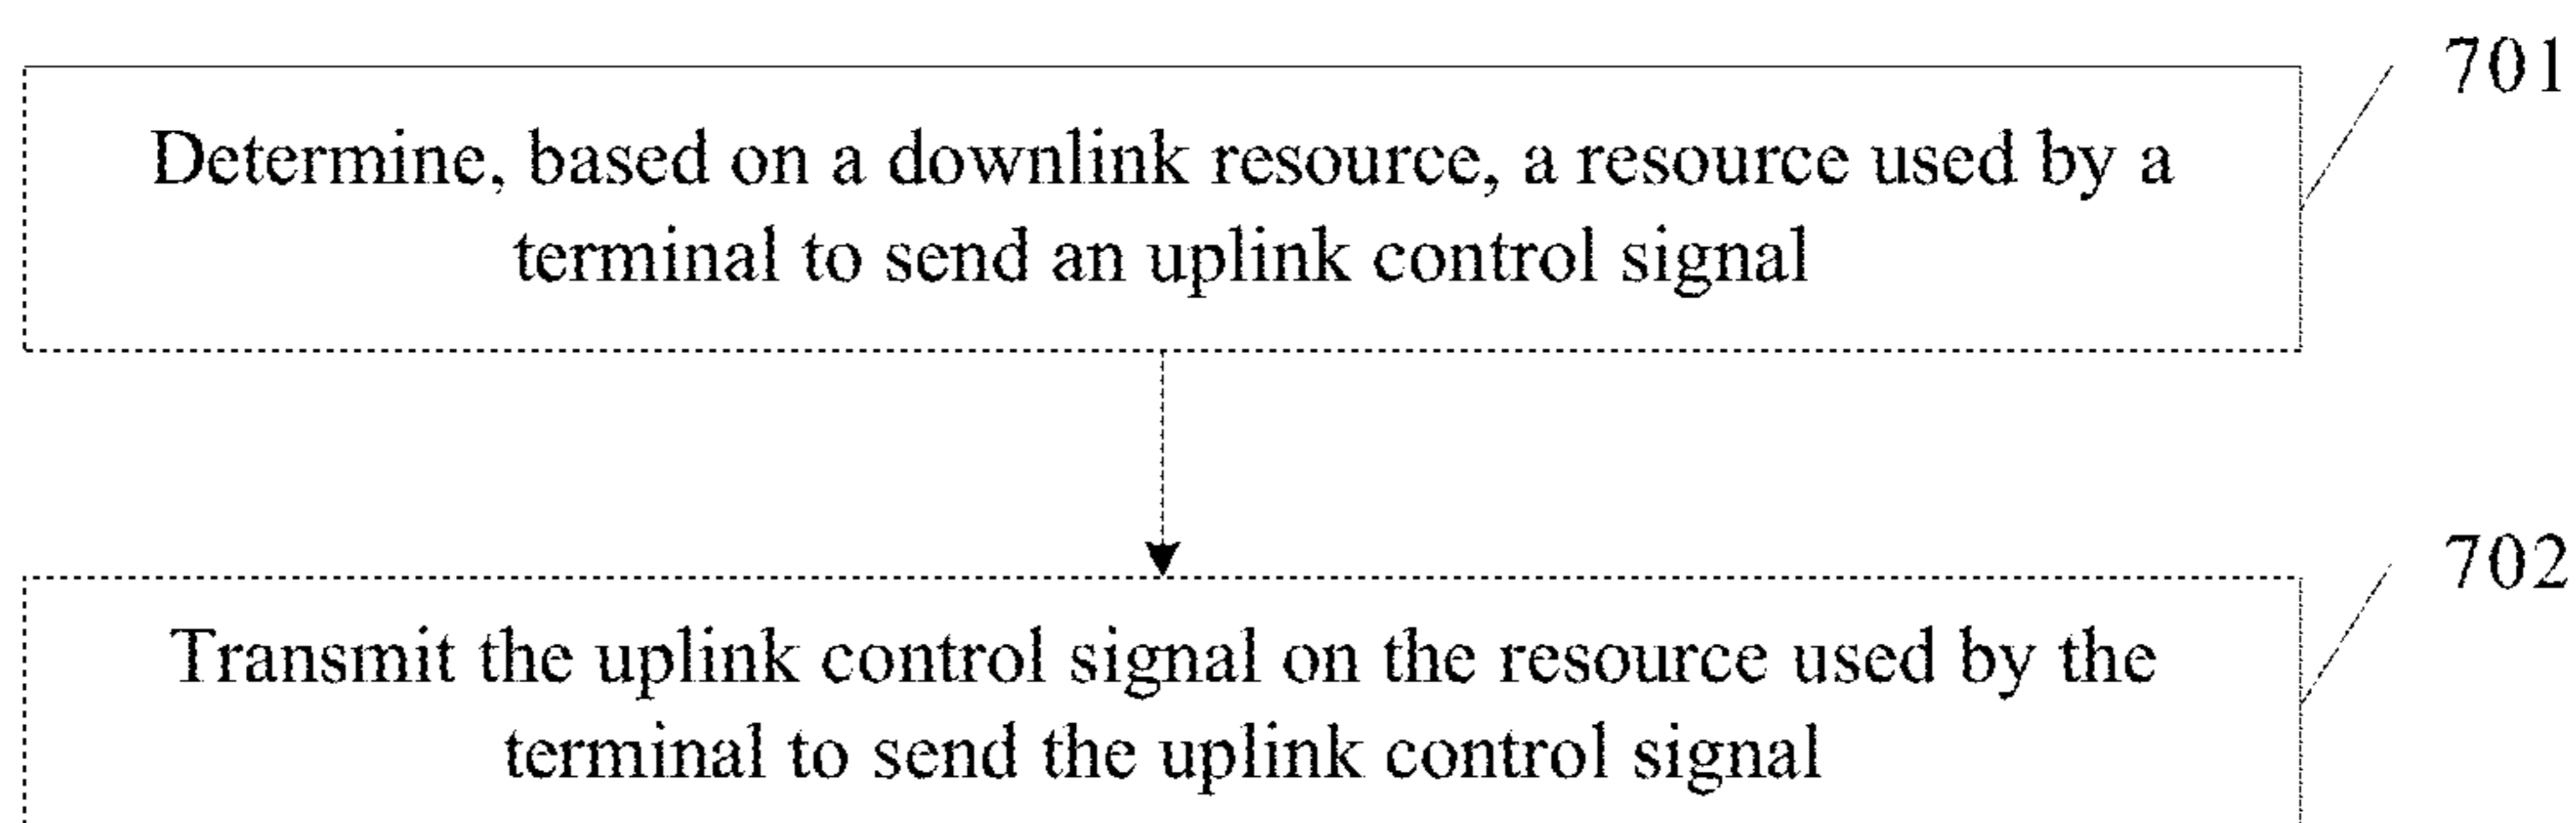 701
Determine, based on a downlink resource, a resource used by a
terminal to send an uplink control signal
702
Transmit the uplink control signal on the resource used by the
terminal to send the uplink control signal